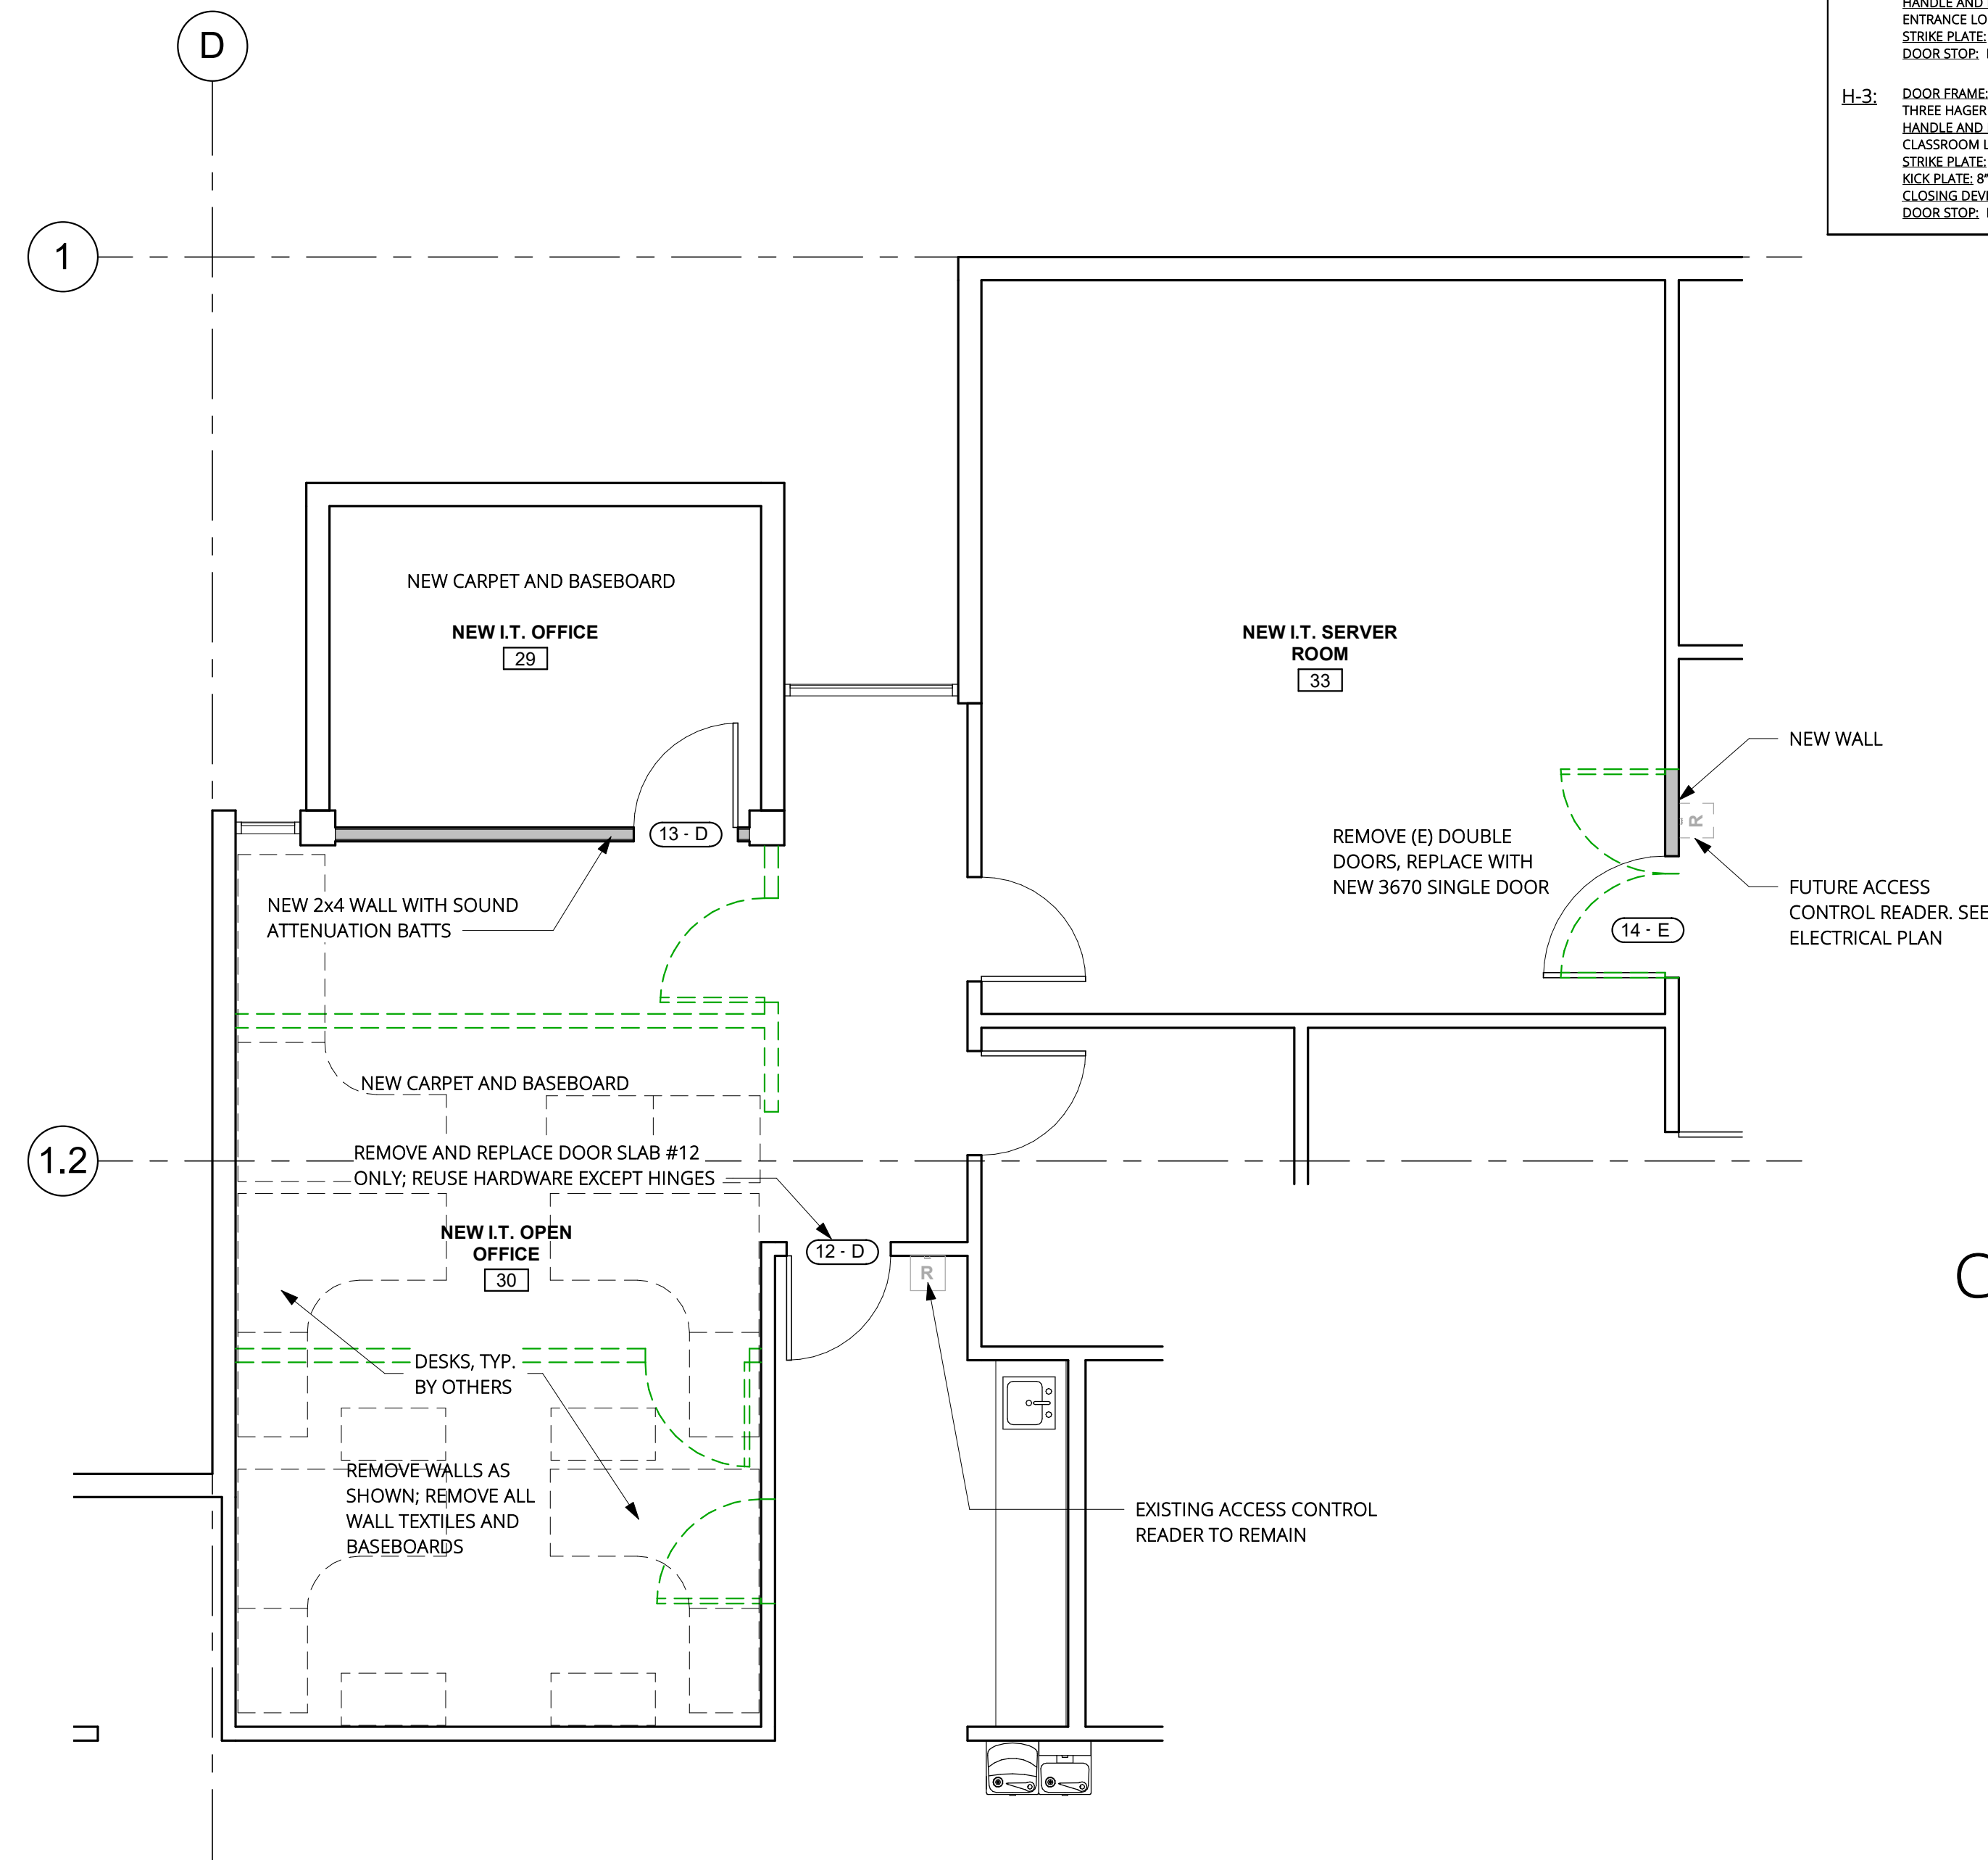 D
1
1.2
HANDLE AND
ENTRANCE LO
STRIKE PLATE:
DOOR STOP:
H-3:
DOOR FRAME:
THREE HAGER
HANDLE AND
CLASSROOM L
STRIKE PLATE:
KICK PLATE: 8"
CLOSING DEVI
DOOR STOP:
NEW CARPET AND BASEBOARD
NEW I.T. OFFICE
29
NEW I.T. SERVER
ROOM
33
NEW WALL
R
13 - D
REMOVE (E) DOUBLE
DOORS, REPLACE WITH
NEW 3670 SINGLE DOOR
FUTURE ACCESS
CONTROL READER. SEE
ELECTRICAL PLAN
14 - E
NEW 2x4 WALL WITH SOUND
ATTENUATION BATTS
NEW CARPET AND BASEBOARD
REMOVE AND REPLACE DOOR SLAB #12
ONLY; REUSE HARDWARE EXCEPT HINGES
NEW I.T. OPEN
OFFICE
30
12 - D
R
DESKS, TYP.
BY OTHERS
REMOVE WALLS AS
SHOWN; REMOVE ALL
WALL TEXTILES AND
BASEBOARDS
EXISTING ACCESS CONTROL
READER TO REMAIN